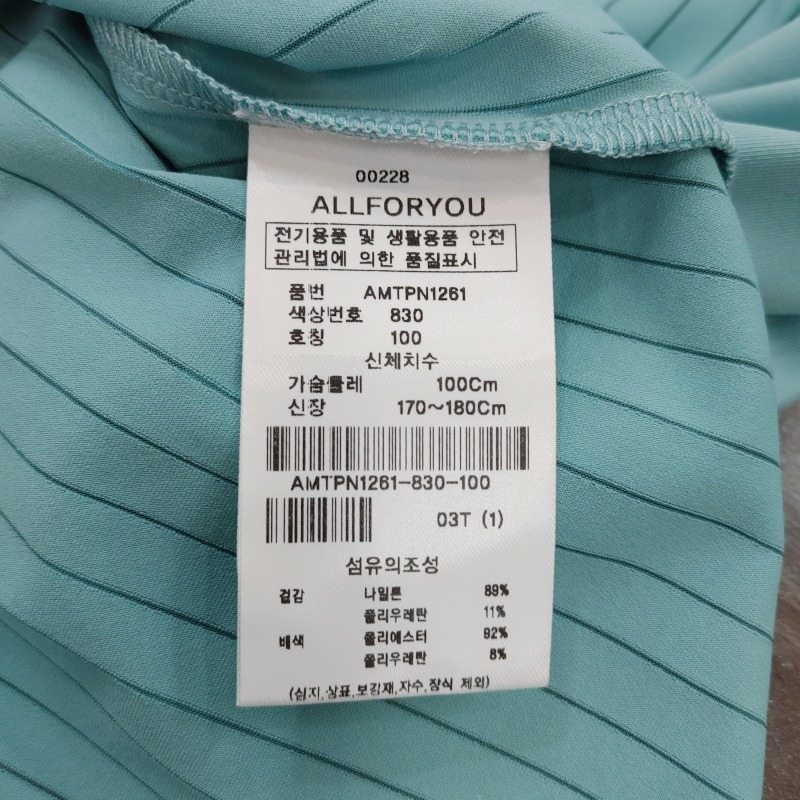 00228
ALLFORYOU
전기용품 및 생활용품 안전
관리법에 의한 품질표시
품번 AMTPN1261
색상번호 830
호칭 100
신체치수
가슴둘레 100Cm
신장 170~180Cm
AMTPN1261-830-100
03T (1)
섬유의조성
겉감 나일론 89%
폴리우레탄 11%
배색 폴리에스터 92%
폴리우레탄 8%
(심지,상표,보강재,자수,장식 제외)